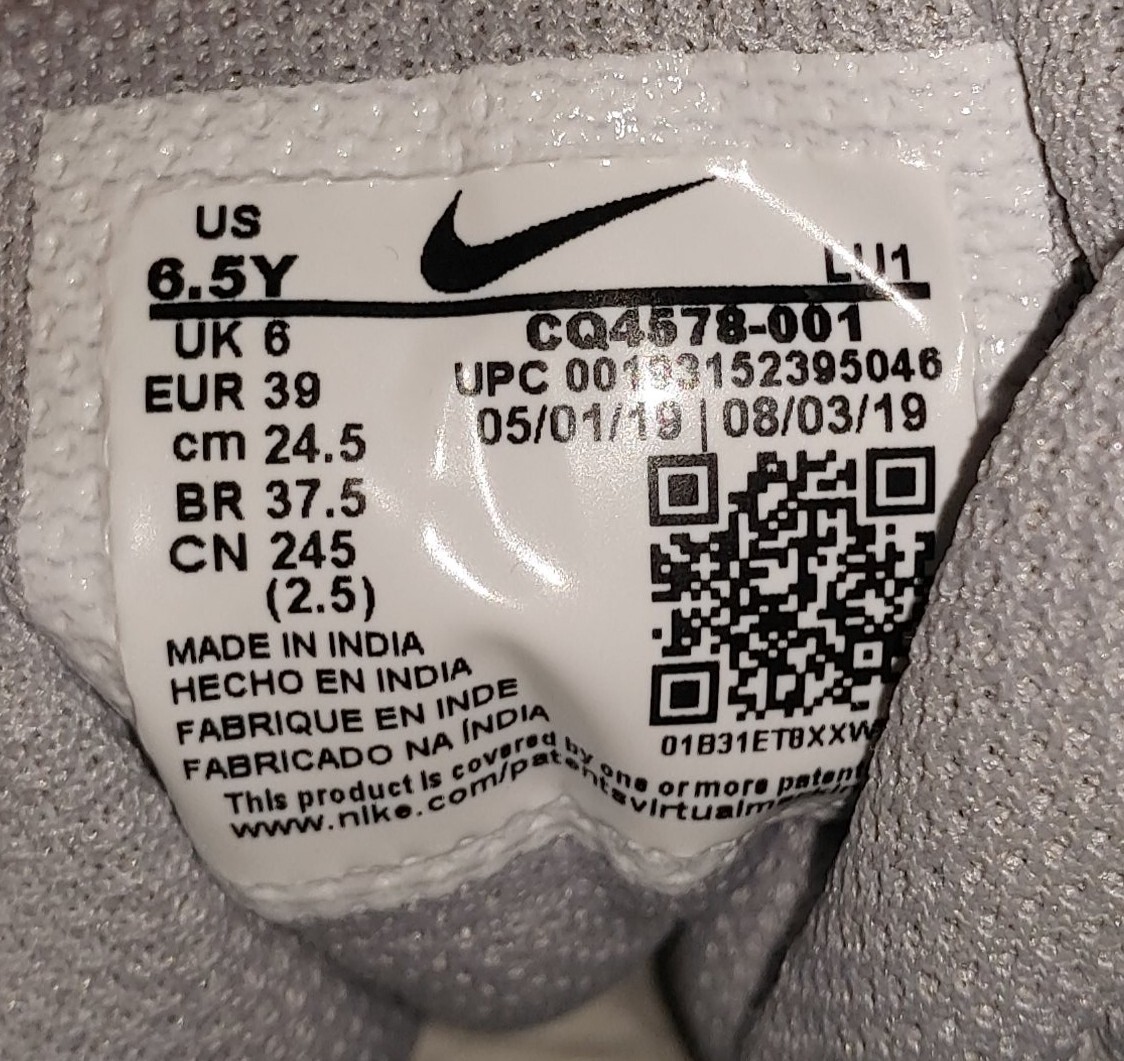 US
6.5Y
LU1
UK 6
EUR 39
cm 24.5
BR 37.5
CN 245
(2.5)
CQ4578-001
UPC 00193152395046
05/01/19 | 08/03/19
01B31ET8XXW
MADE IN INDIA
HECHO EN INDIA
FABRIQUE EN INDE
FABRICADO NA ÍNDIA
This product is covered by one or more patent
www.nike.com/patentsvirtualma